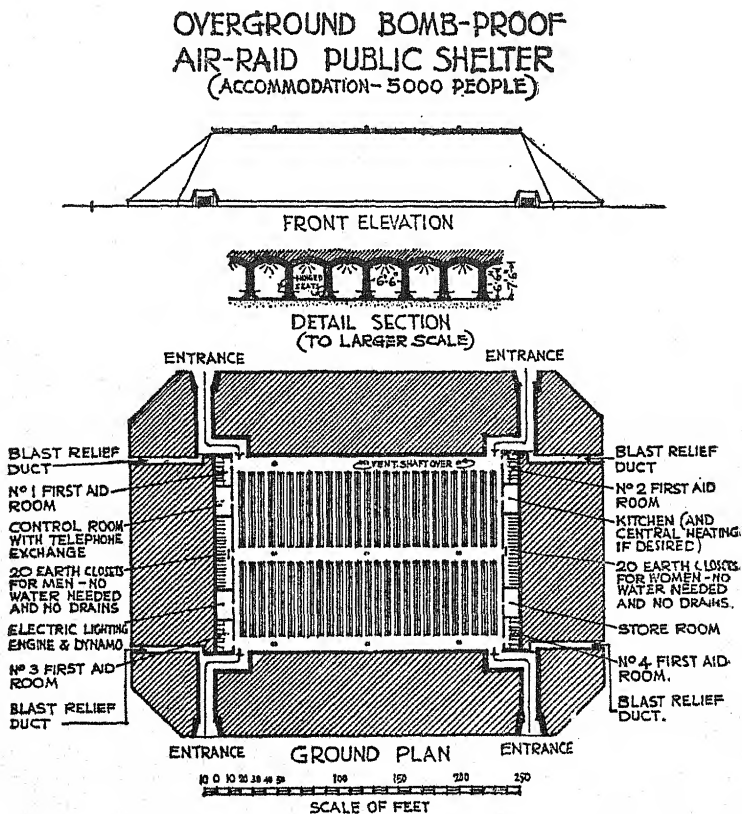 OVERGROUND BOMB-PROOF
AIR-RAID PUBLIC SHELTER
(ACCOMMODATION-5000 PEOPLE)
FRONT ELEVATION
HINGED
SEATS
6'-6"
DETAIL SECTION
(TO LARGER SCALE)
ENTRANCE
ENTRANCE
BLAST RELIEF
DUCT
Nº 1 FIRST AID
ROOM
CONTROL ROOM
WITH TELEPHONE
EXCHANGE
20 EARTH CLOSETS
FOR MEN-NO
WATER NEEDED
AND NO DRAINS
ELECTRIC LIGHTING
ENGINE & DYNAMO
Nº 3 FIRST AID
ROOM
BLAST RELIEF
DUCT
VENT. SHAFT OVER
BLAST RELIEF
DUCT
Nº 2 FIRST AID
ROOM
KITCHEN (AND
CENTRAL HEATING.
IF DESIRED)
20 EARTH CLOSETS.
FOR WOMEN-NO
WATER NEEDED
AND NO DRAINS.
STORE ROOM
Nº 4 FIRST AID
ROOM.
BLAST RELIEF
DUCT.
ENTRANCE
GROUND PLAN
ENTRANCE
10 0 10 20 30 40 50 100 150 200 250
SCALE OF FEET